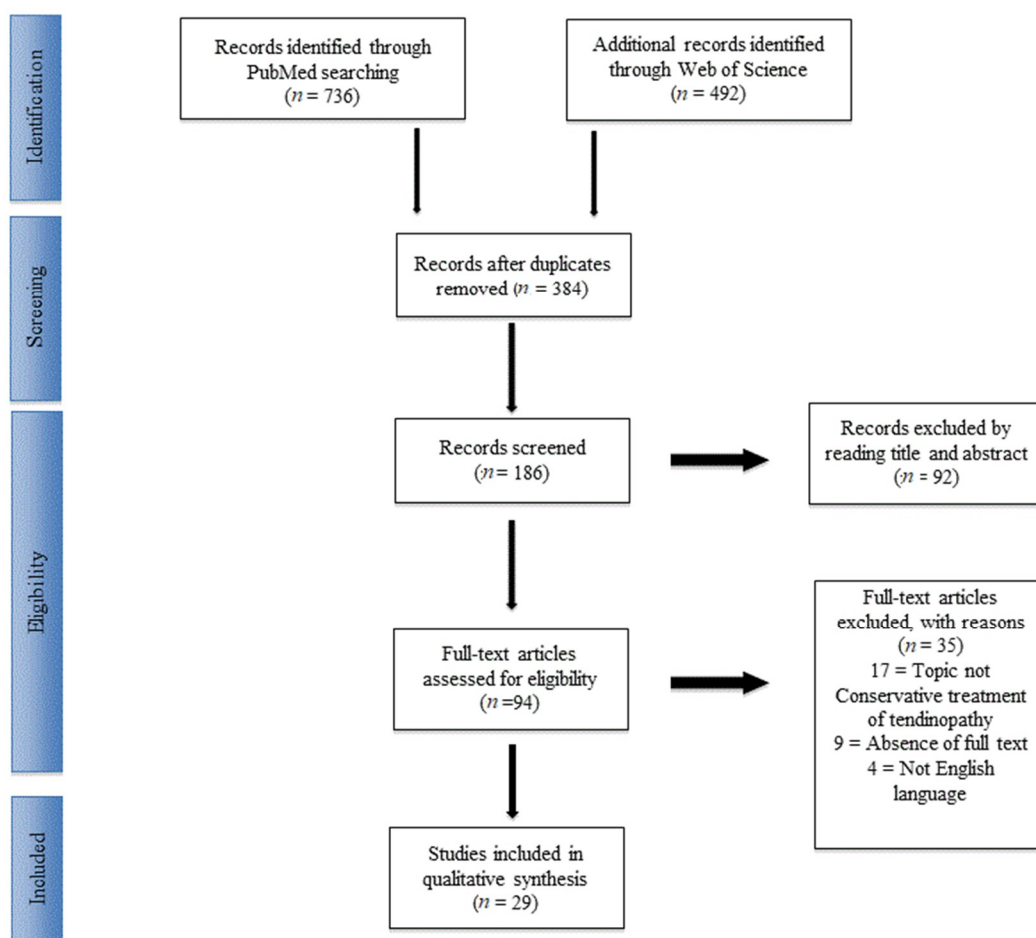 Identification
Records identified through
PubMed searching
(n = 736)
Additional records identified
through Web of Science
(n = 492)
Screening
Records after duplicates
removed (n = 384)
Eligibility
Records screened
(n = 186)
Records excluded by
reading title and abstract
(n = 92)
Full-text articles
assessed for eligibility
(n =94)
Full-text articles
excluded, with reasons
(n = 35)
17 = Topic not
Conservative treatment
of tendinopathy
9 = Absence of full text
4 = Not English
language
Included
Studies included in
qualitative synthesis
(n = 29)